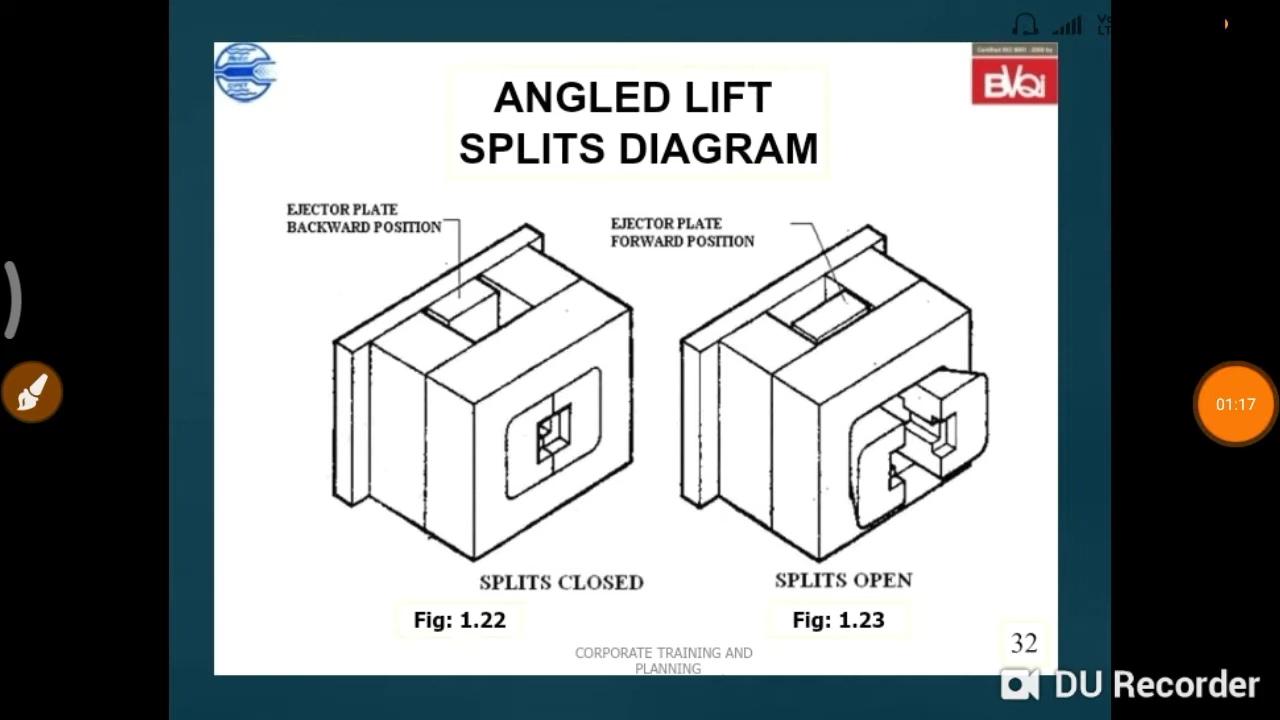 ANGLED LIFT
SPLITS DIAGRAM
BVQi
EJECTOR PLATE
BACKWARD POSITION
EJECTOR PLATE
FORWARD POSITION
01:17
SPLITS CLOSED
SPLITS OPEN
Fig: 1.22
Fig: 1.23
32
CORPORATE TRAINING AND
PLANNING
DU Recorder